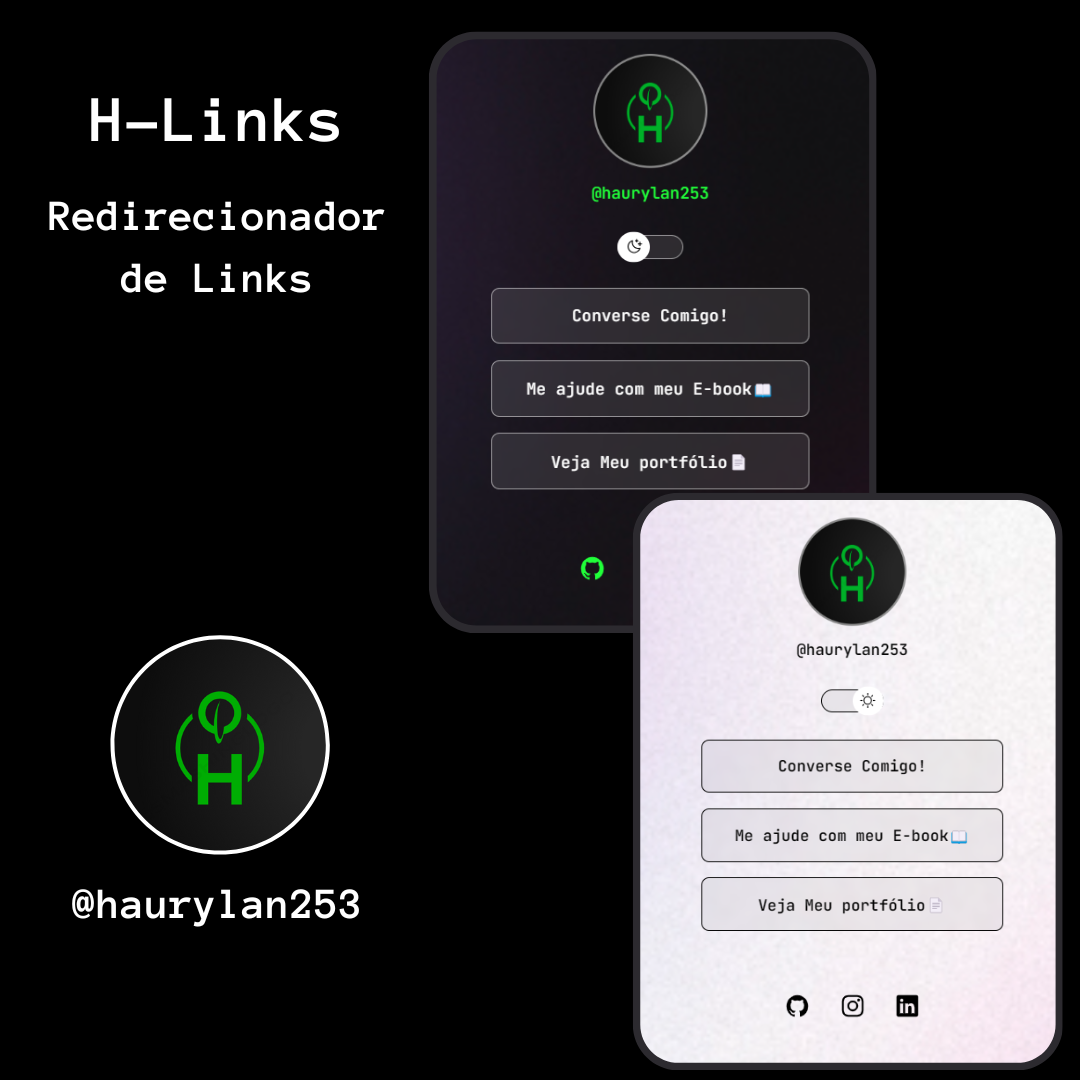 H-Links
Redirecionador
de Links
H
@haurylan253
H
@haurylan253
Converse Comigo!
Me ajude com meu E-book
Veja Meu portfólio
H
@haurylan253
Converse Comigo!
Me ajude com meu E-book
Veja Meu portfólio
in